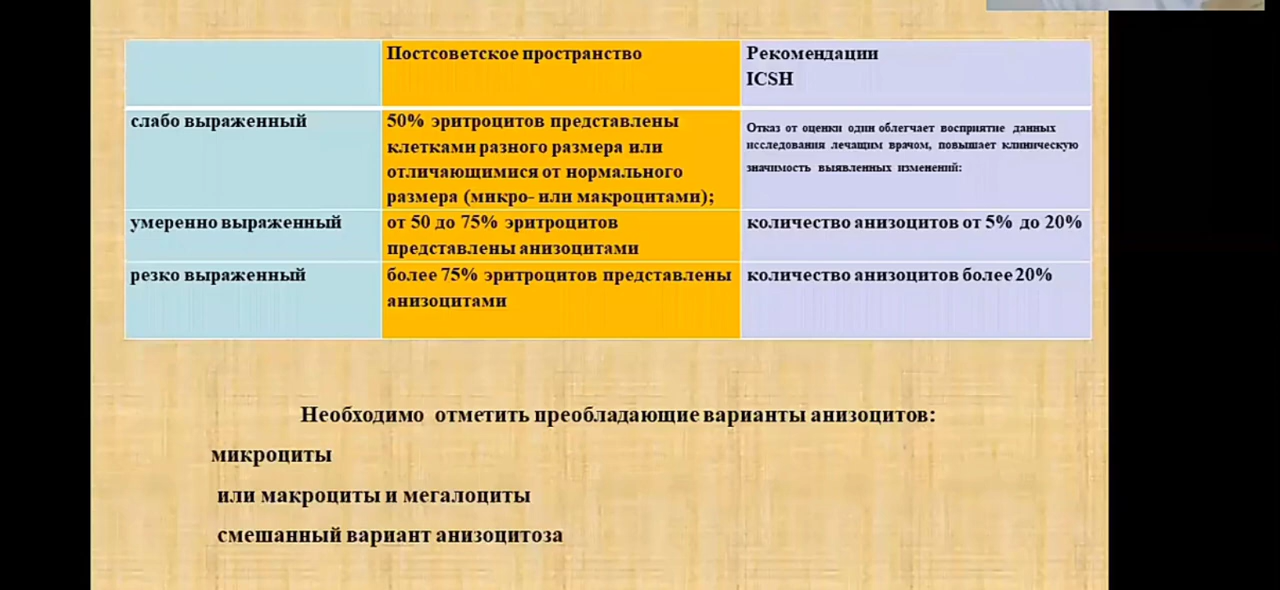 Постсоветское пространство
Рекомендации
ICSH
слабо выраженный
50% эритроцитов представлены
клетками разного размера или
отличающимися от нормального
размера (микро- или макроцитами);
Отказ от оценки один облегчает восприятие данных
исследования лечащим врачом, повышает клиническую
значимость выявленных изменений:
умеренно выраженный
от 50 до 75% эритроцитов
представлены анизоцитами
количество анизоцитов от 5% до 20%
резко выраженный
более 75% эритроцитов представлены
анизоцитами
количество анизоцитов более 20%
Необходимо отметить преобладающие варианты анизоцитов:
микроциты
или макроциты и мегалоциты
смешанный вариант анизоцитоза